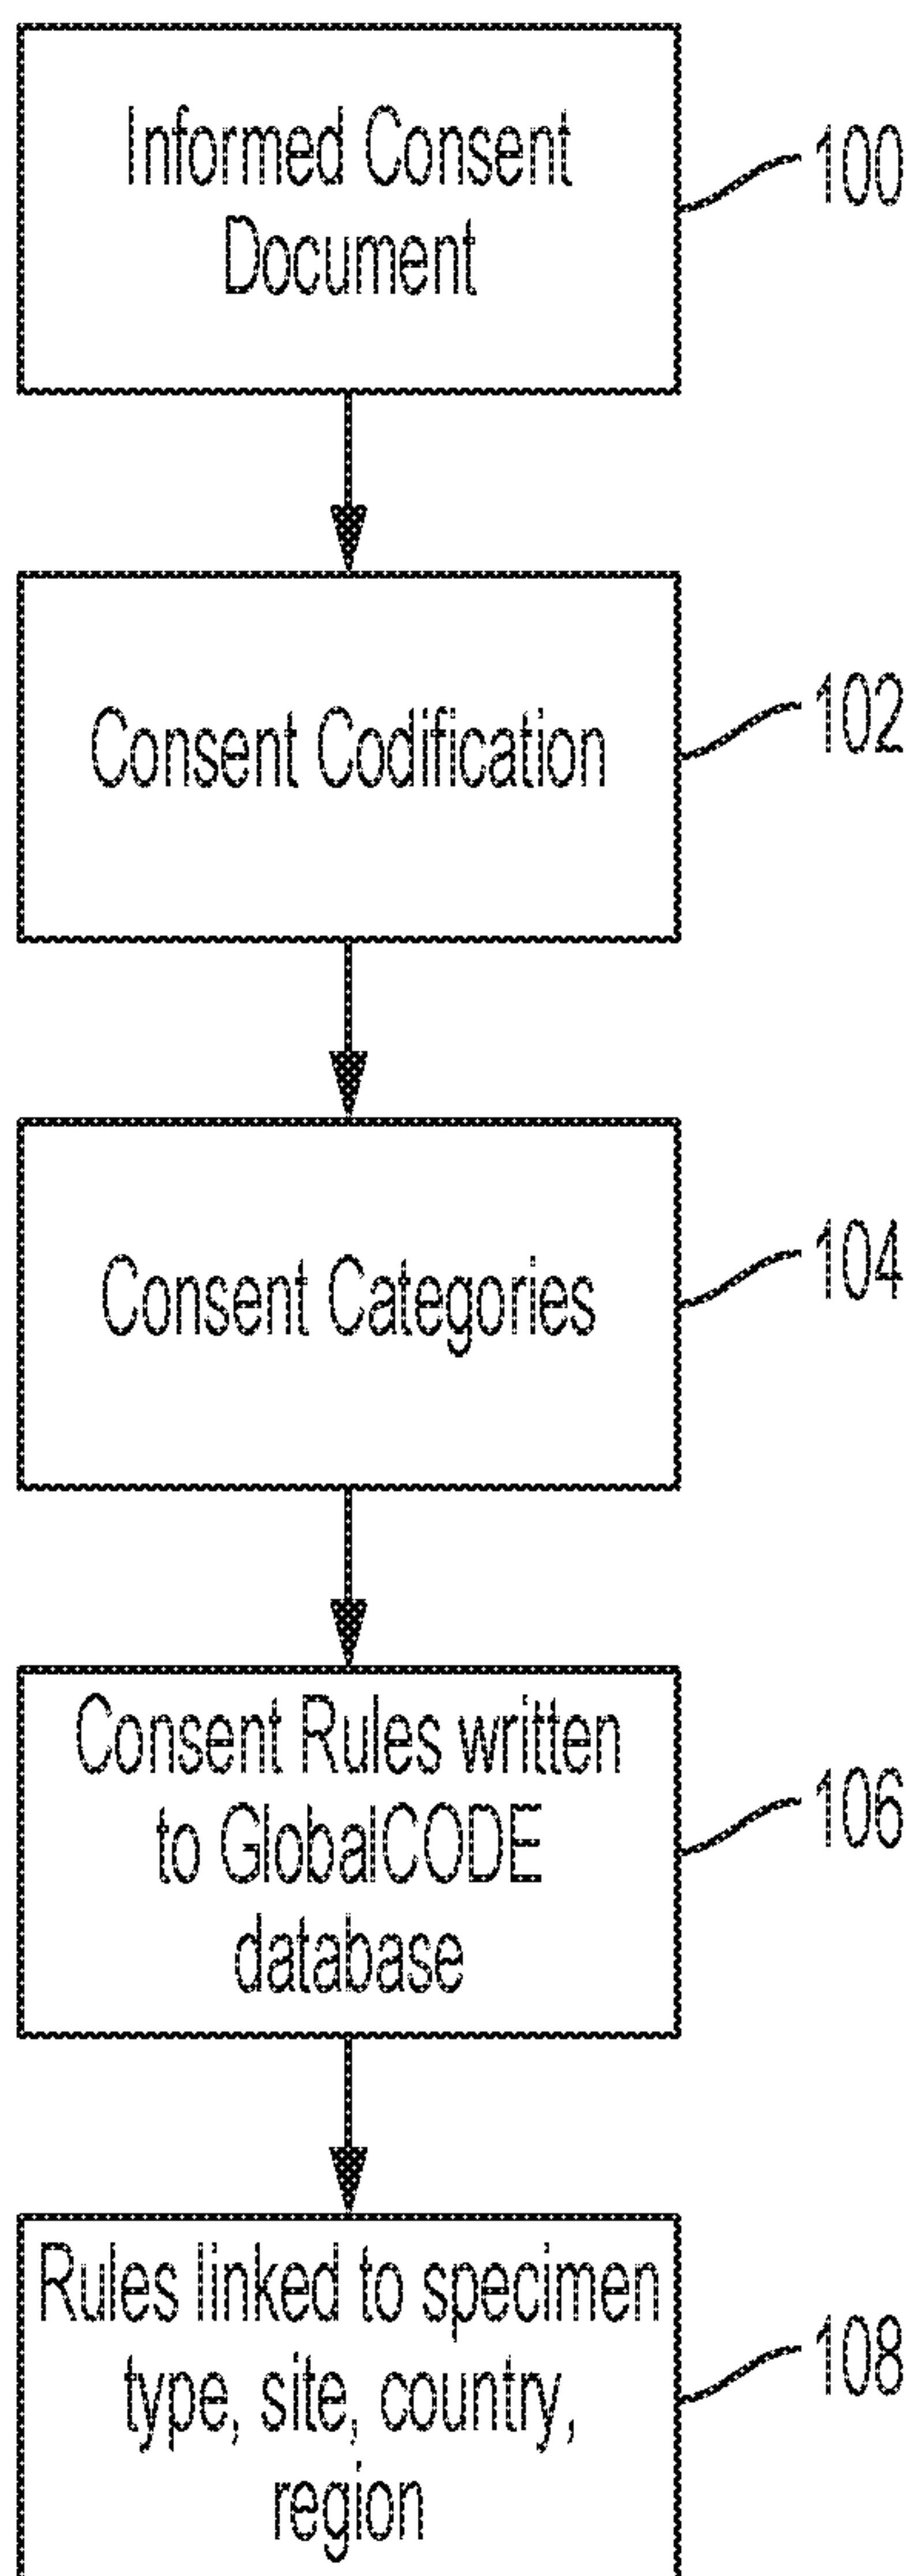 Informed Consent
Document
100
Consent Codification
102
Consent Categories
104
Consent Rules written
to GlobalCODE
database
106
Rules linked to specimen
type, site, country,
region
108